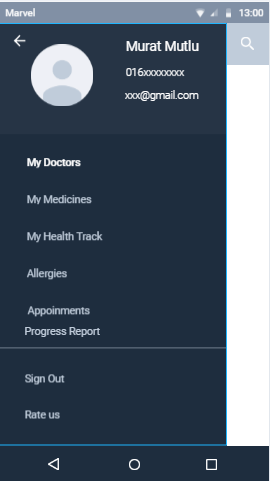 Marvel 13:00
Murat Mutlu
016xxxxxxxx
xxx@gmail.com
My Doctors
My Medicines
My Health Track
Allergies
Appoinments
Progress Report
Sign Out
Rate us